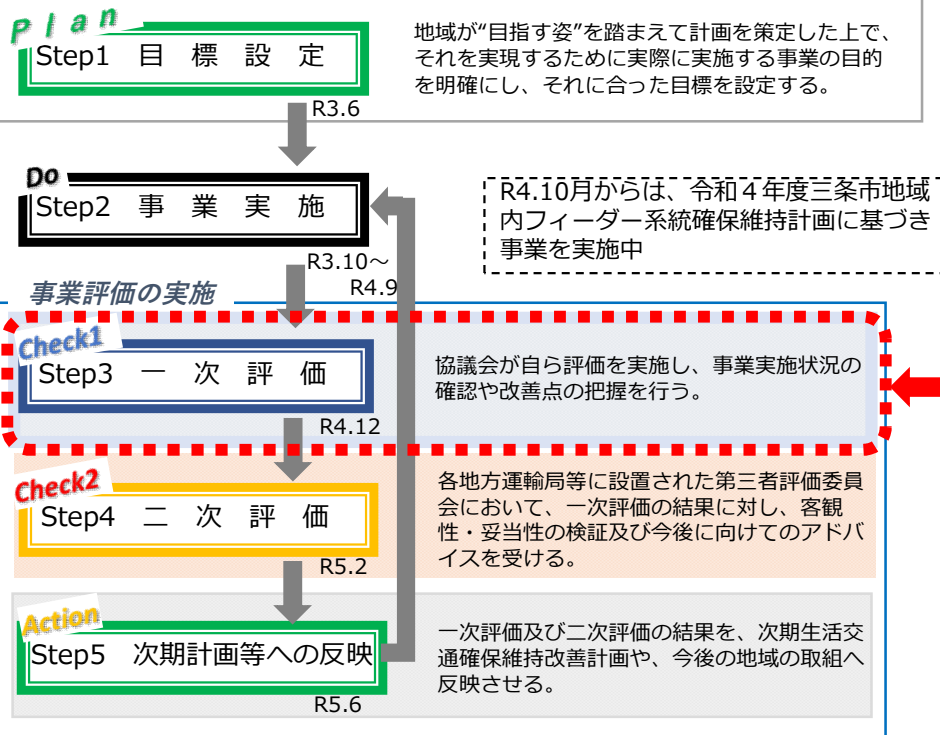 Plan
Step1 目 標 設 定
地域が“目指す姿”を踏まえて計画を策定した上で、
それを実現するために実際に実施する事業の目的
を明確にし、それに合った目標を設定する。
R3.6
Do
Step2 事 業 実 施
R4.10月からは、令和４年度三条市地域
内フィーダー系統確保維持計画に基づき
事業を実施中
R3.10～
R4.9
事業評価の実施
Check1
Step3 一 次 評 価
協議会が自ら評価を実施し、事業実施状況の
確認や改善点の把握を行う。
R4.12
Check2
Step4 二 次 評 価
各地方運輸局等に設置された第三者評価委員
会において、一次評価の結果に対し、客観
性・妥当性の検証及び今後に向けてのアドバ
イスを受ける。
R5.2
Action
Step5 次期計画等への反映
一次評価及び二次評価の結果を、次期生活交
通確保維持改善計画や、今後の地域の取組へ
反映させる。
R5.6